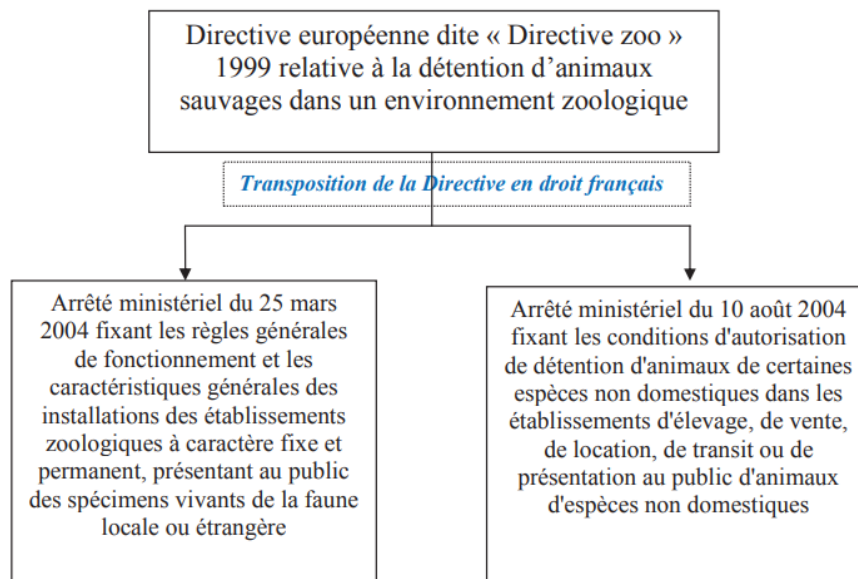 Directive européenne dite « Directive zoo »
1999 relative à la détention d'animaux
sauvages dans un environnement zoologique
Transposition de la Directive en droit français
Arrêté ministériel du 25 mars
2004 fixant les règles générales
de fonctionnement et les
caractéristiques générales des
installations des établissements
zoologiques à caractère fixe et
permanent, présentant au public
des spécimens vivants de la faune
locale ou étrangère
Arrêté ministériel du 10 août 2004
fixant les conditions d'autorisation
de détention d'animaux de certaines
espèces non domestiques dans les
établissements d'élevage, de vente,
de location, de transit ou de
présentation au public d'animaux
d'espèces non domestiques